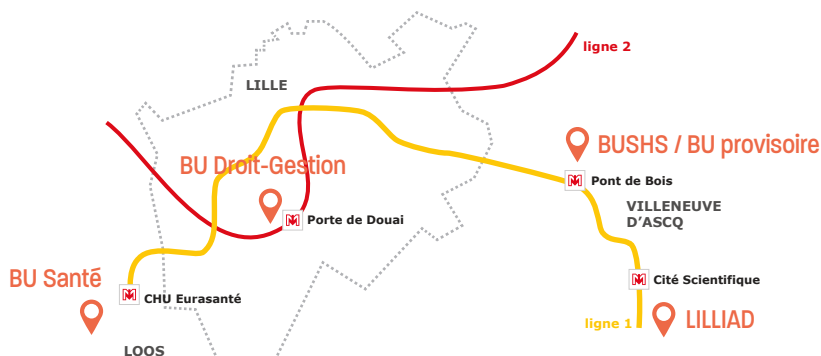 ligne 2
LILLE
BUSHS / BU provisoire
BU Droit-Gestion
Pont de Bois
VILLENEUVE
D'ASCQ
Porte de Douai
BU Santé
Cité Scientifique
CHU Eurasanté
ligne 1
LILLIAD
LOOS